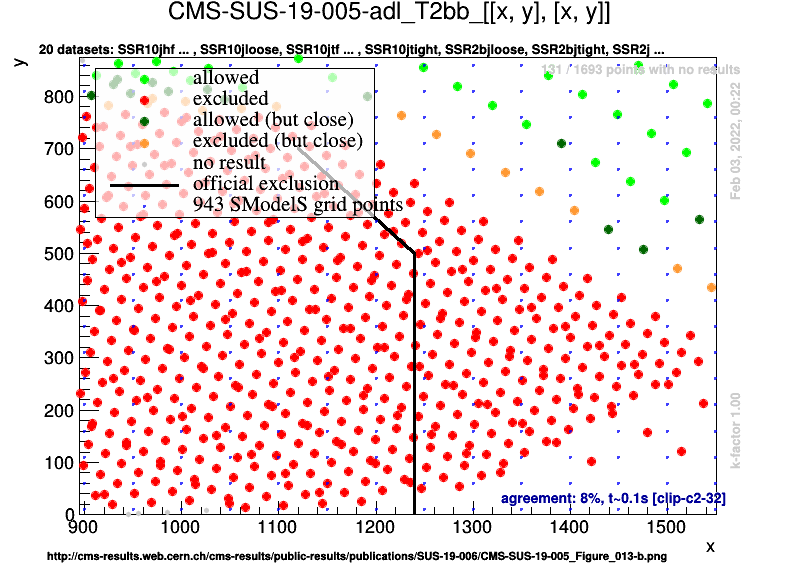 CMS-SUS-19-005-adl_T2bb_[[x, y], [x, y]]
20 datasets: SSR10jhf ... , SSR10jloose, SSR10jtf ... , SSR10jtight, SSR2bjloose, SSR2bjtight, SSR2j ...
y
131 / 1693 points with no results
allowed
excluded
allowed (but close)
excluded (but close)
no result
official exclusion
943 SModelS grid points
Feb 03, 2022, 00:22
k-factor 1.00
800
700
600
500
400
300
200
100
0
agreement: 8%, t~0.1s [clip-c2-32]
900 1000 1100 1200 1300 1400 1500
x
http://cms-results.web.cern.ch/cms-results/public-results/publications/SUS-19-006/CMS-SUS-19-005_Figure_013-b.png